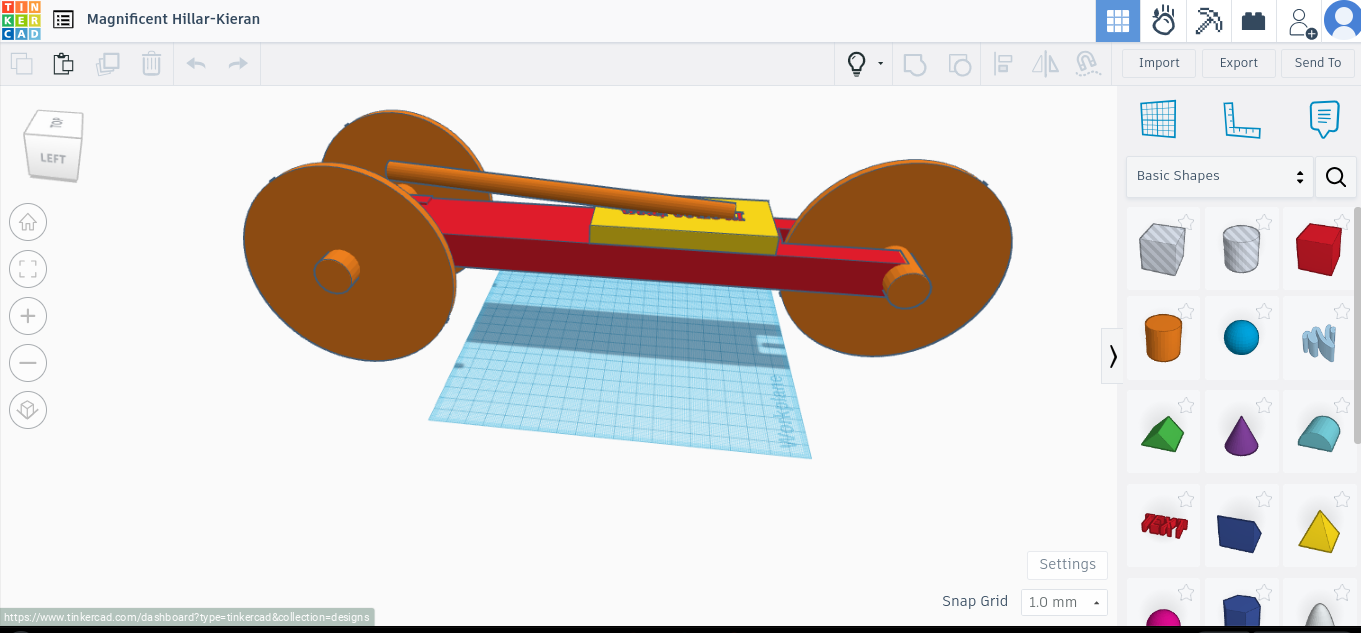 TIN
KER
CAD
Magnificent Hillar-Kieran
Import
Export
Send To
LEFT
Basic Shapes
Workplane
TEXT
Settings
Snap Grid
1.0 mm
https://www.tinkercad.com/dashboard?type=tinkercad&collection=designs